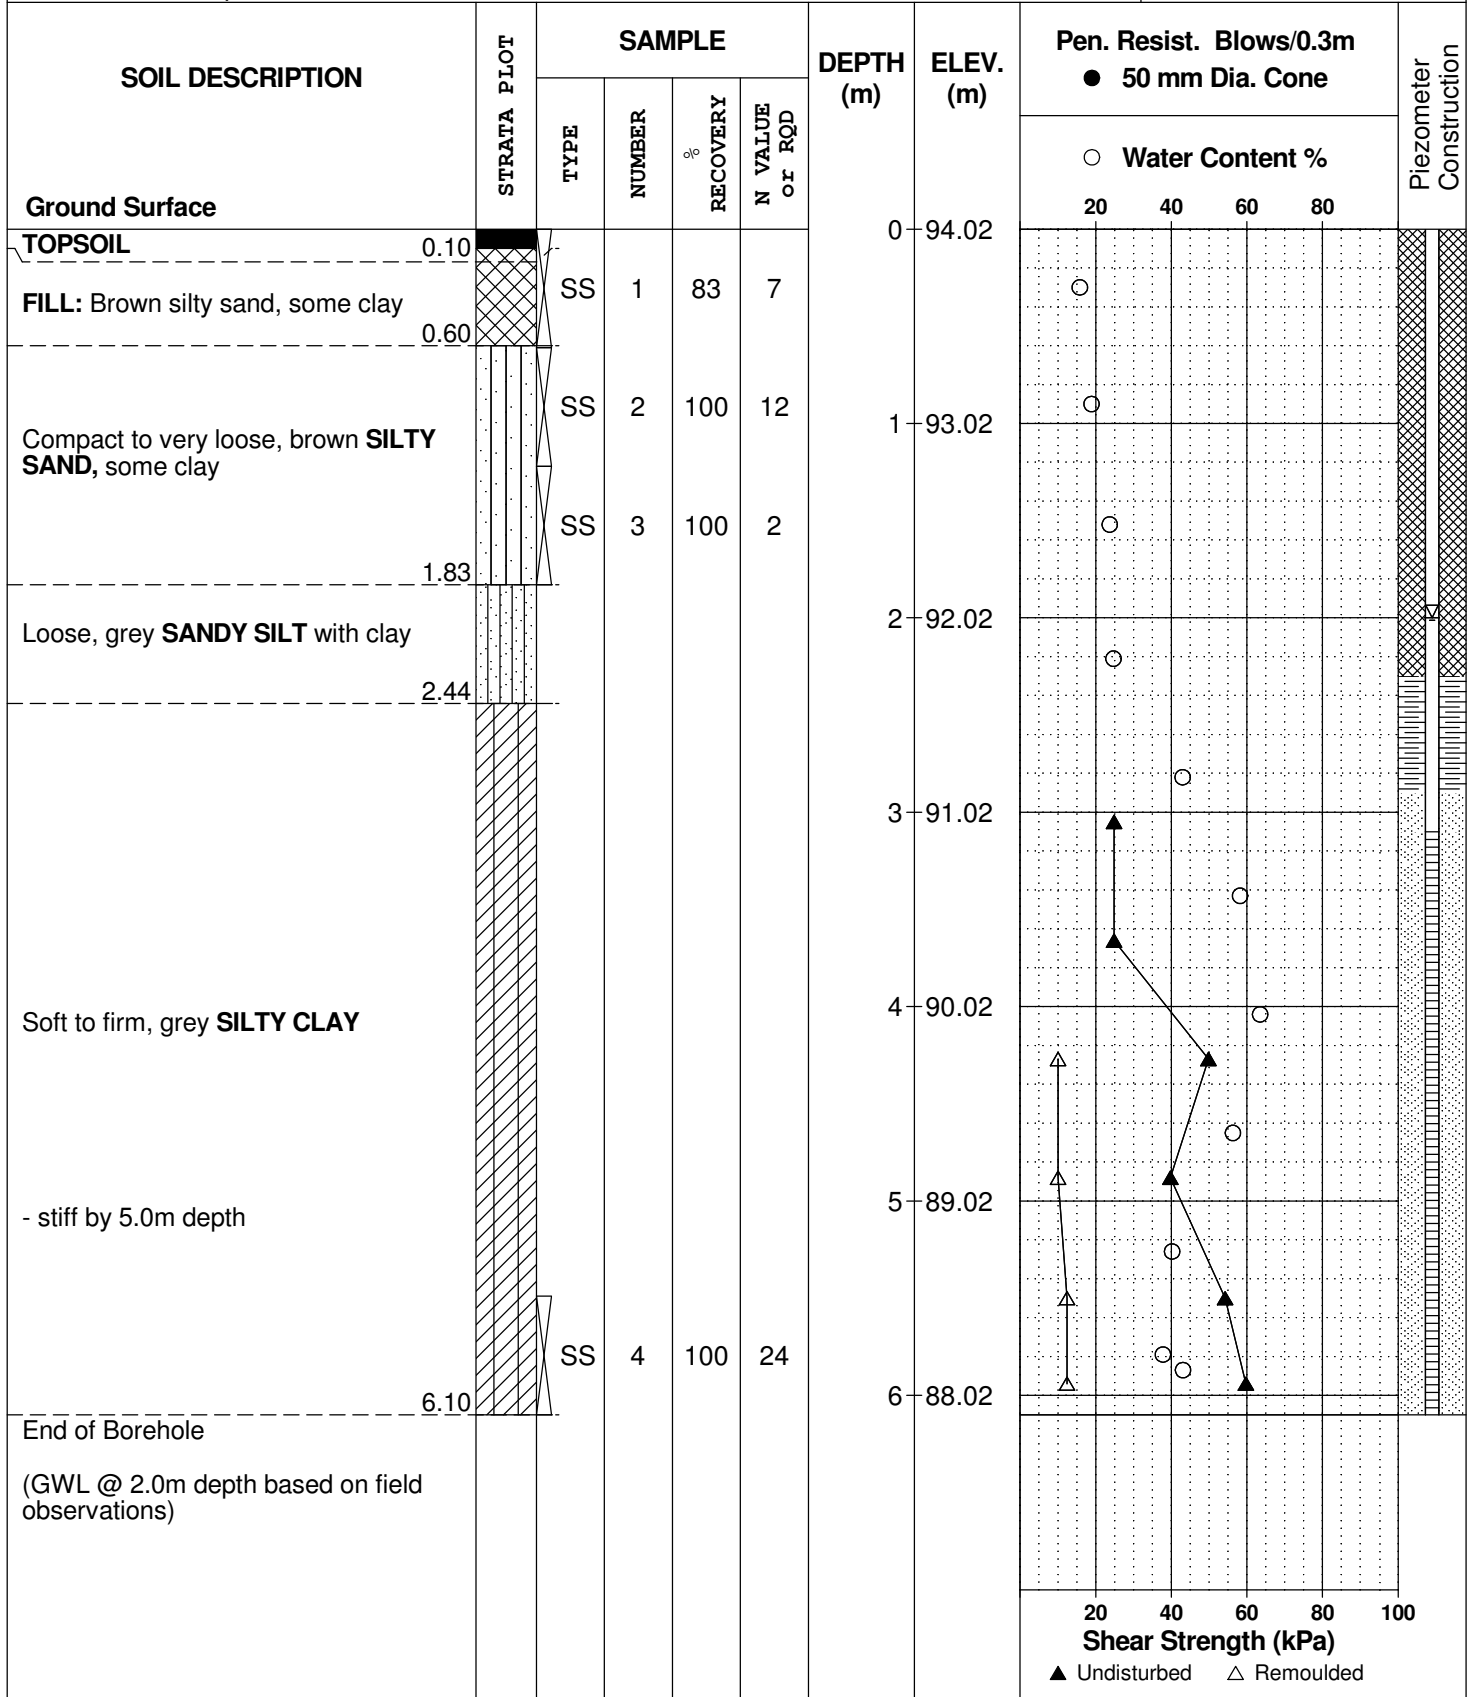 SOIL DESCRIPTION
STRATA PLOT
SAMPLE
TYPE
NUMBER
% RECOVERY
N VALUE or RQD
DEPTH (m)
ELEV. (m)
Pen. Resist. Blows/0.3m
● 50 mm Dia. Cone
○ Water Content %
Piezometer Construction
Ground Surface
20 40 60 80
0 94.02
TOPSOIL 0.10
SS 1 83 7
FILL: Brown silty sand, some clay
0.60
SS 2 100 12
1 93.02
Compact to very loose, brown SILTY
SAND, some clay
SS 3 100 2
1.83
2 92.02
Loose, grey SANDY SILT with clay
2.44
3 91.02
4 90.02
Soft to firm, grey SILTY CLAY
5 89.02
- stiff by 5.0m depth
SS 4 100 24
6 88.02
6.10
End of Borehole
(GWL @ 2.0m depth based on field
observations)
20 40 60 80 100
Shear Strength (kPa)
▲ Undisturbed △ Remoulded